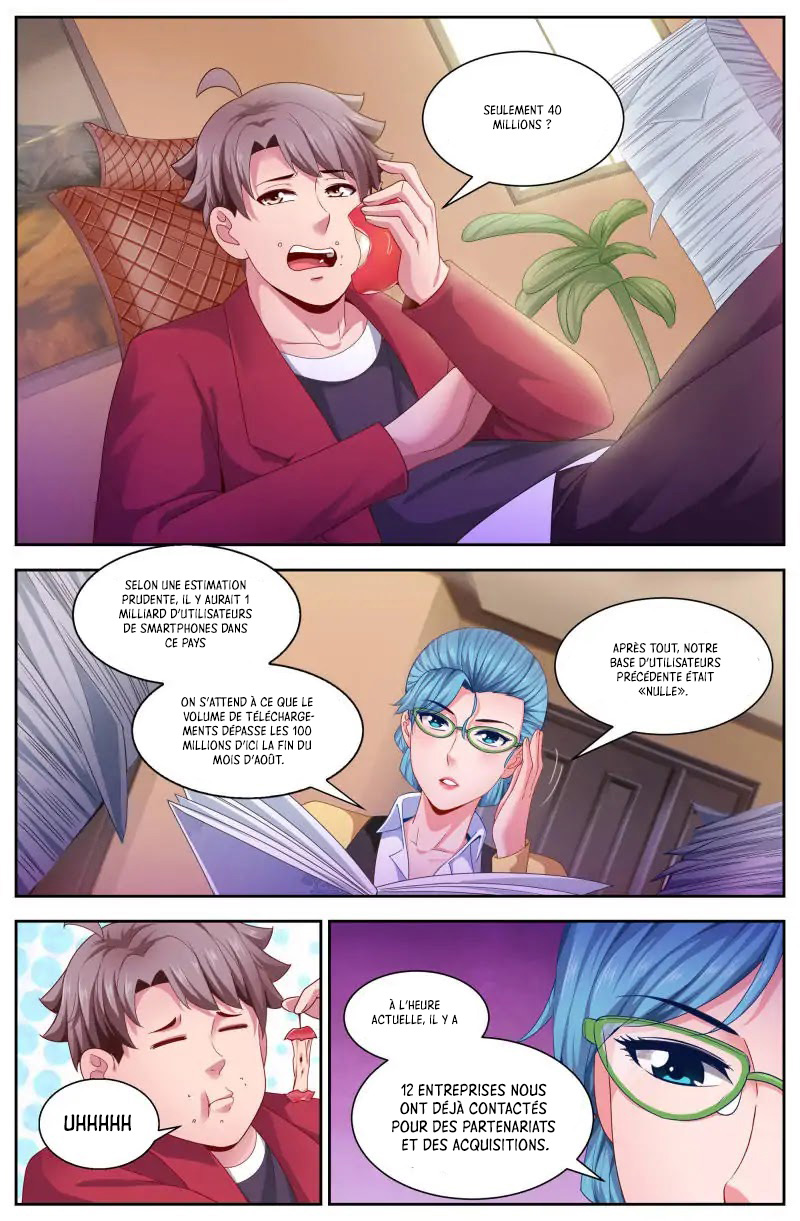 SEULEMENT 40
MILLIONS ?
SELON UNE ESTIMATION
PRUDENTE, IL Y AURAIT 1
MILLIARD D'UTILISATEURS
DE SMARTPHONES DANS
CE PAYS
ON S'ATTEND À CE QUE LE
VOLUME DE TÉLÉCHARGE-
MENTS DÉPASSE LES 100
MILLIONS D'ICI LA FIN DU
MOIS D'AOÛT.
APRÈS TOUT, NOTRE
BASE D'UTILISATEURS
PRÉCÉDENTE ÉTAIT
«NULLE».
UHHHHH
À L'HEURE
ACTUELLE, IL Y A
12 ENTREPRISES NOUS
ONT DÉJÀ CONTACTÉS
POUR DES PARTENARIATS
ET DES ACQUISITIONS.